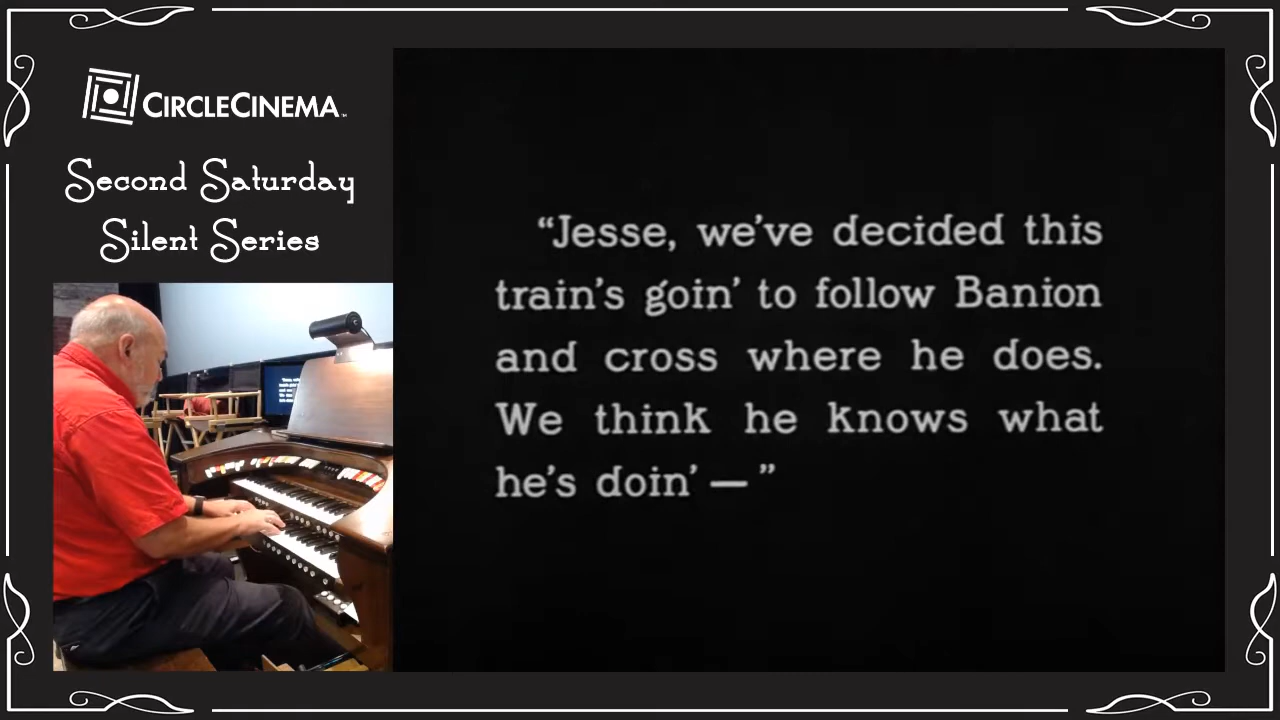 CIRCLECINEMA
Second Saturday
Silent Series
“Jesse, we’ve decided this
train’s goin’ to follow Banion
and cross where he does.
We think he knows what
he’s doin’ — ”